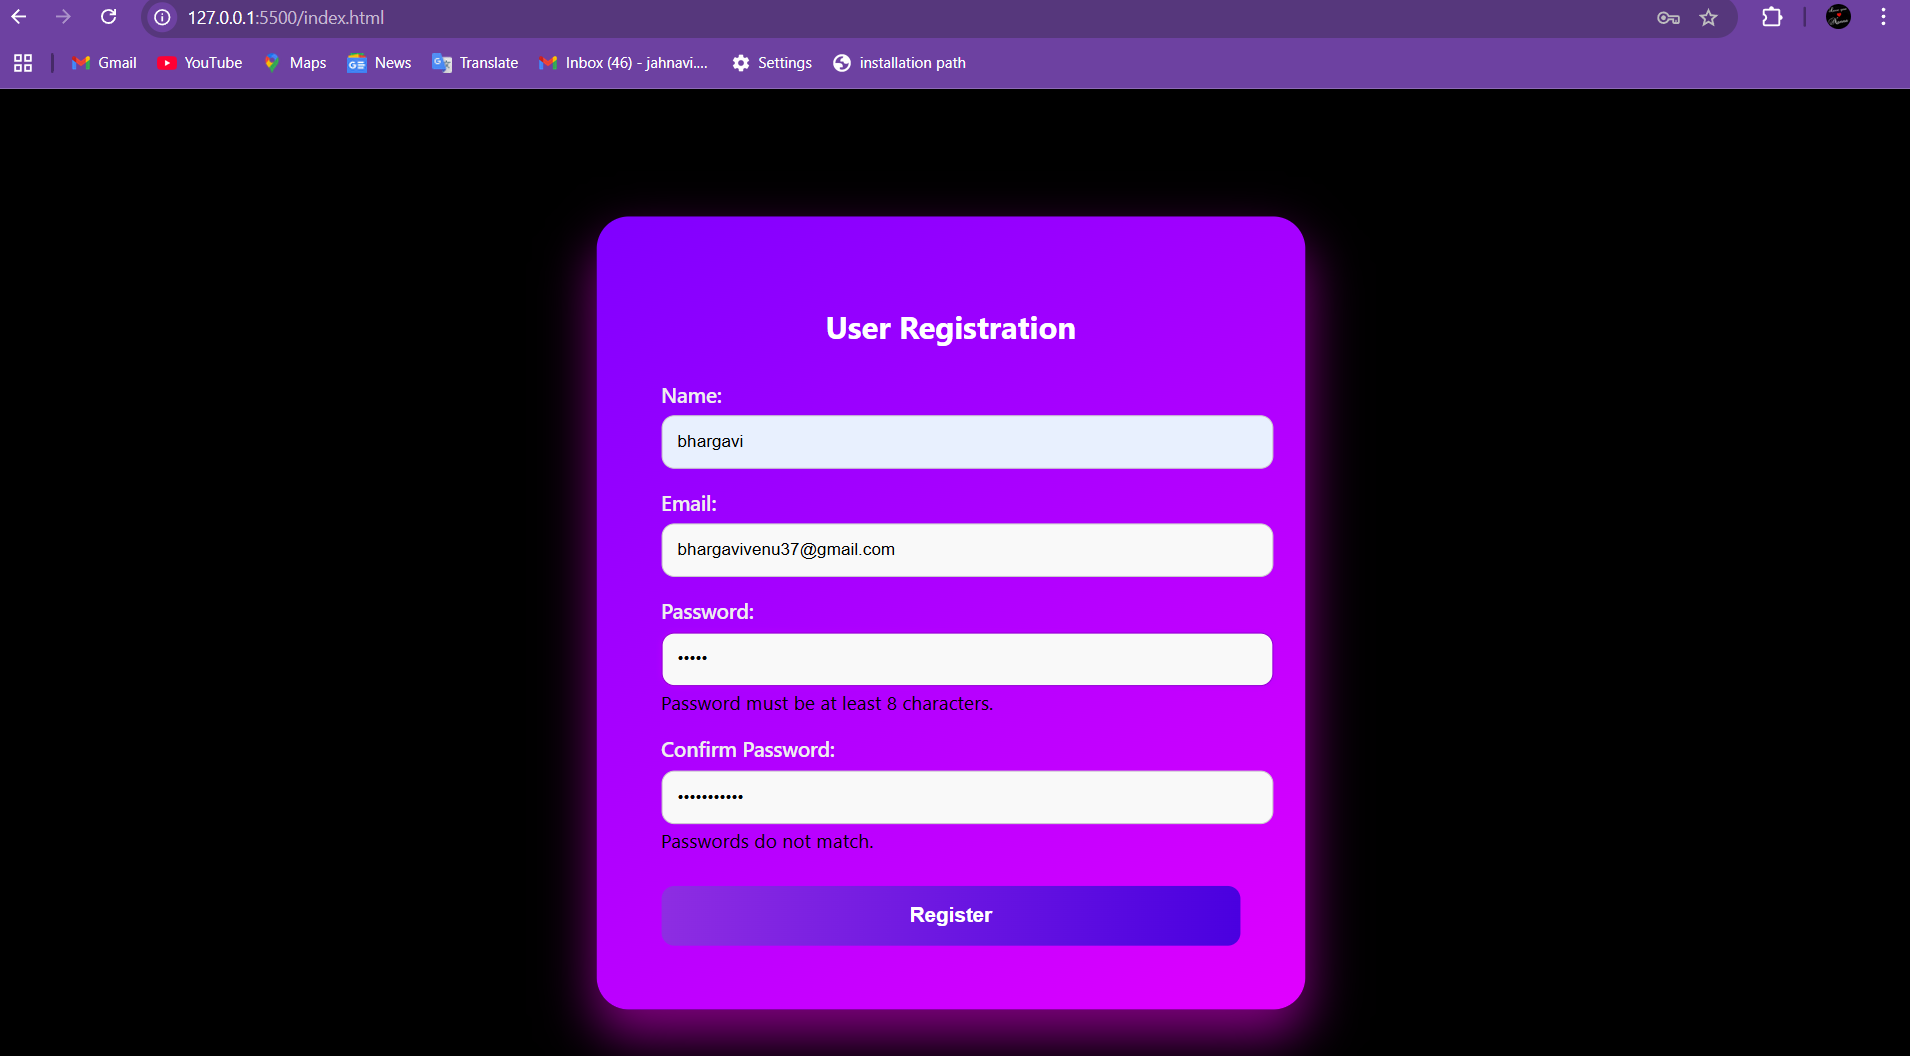 127.0.0.1:5500/index.html
Gmail YouTube Maps News Translate Inbox (46) - jahnavi.... Settings installation path
User Registration
Name:
bhargavi
Email:
bhargavivenu37@gmail.com
Password:
•••••
Password must be at least 8 characters.
Confirm Password:
•••••••••••
Passwords do not match.
Register